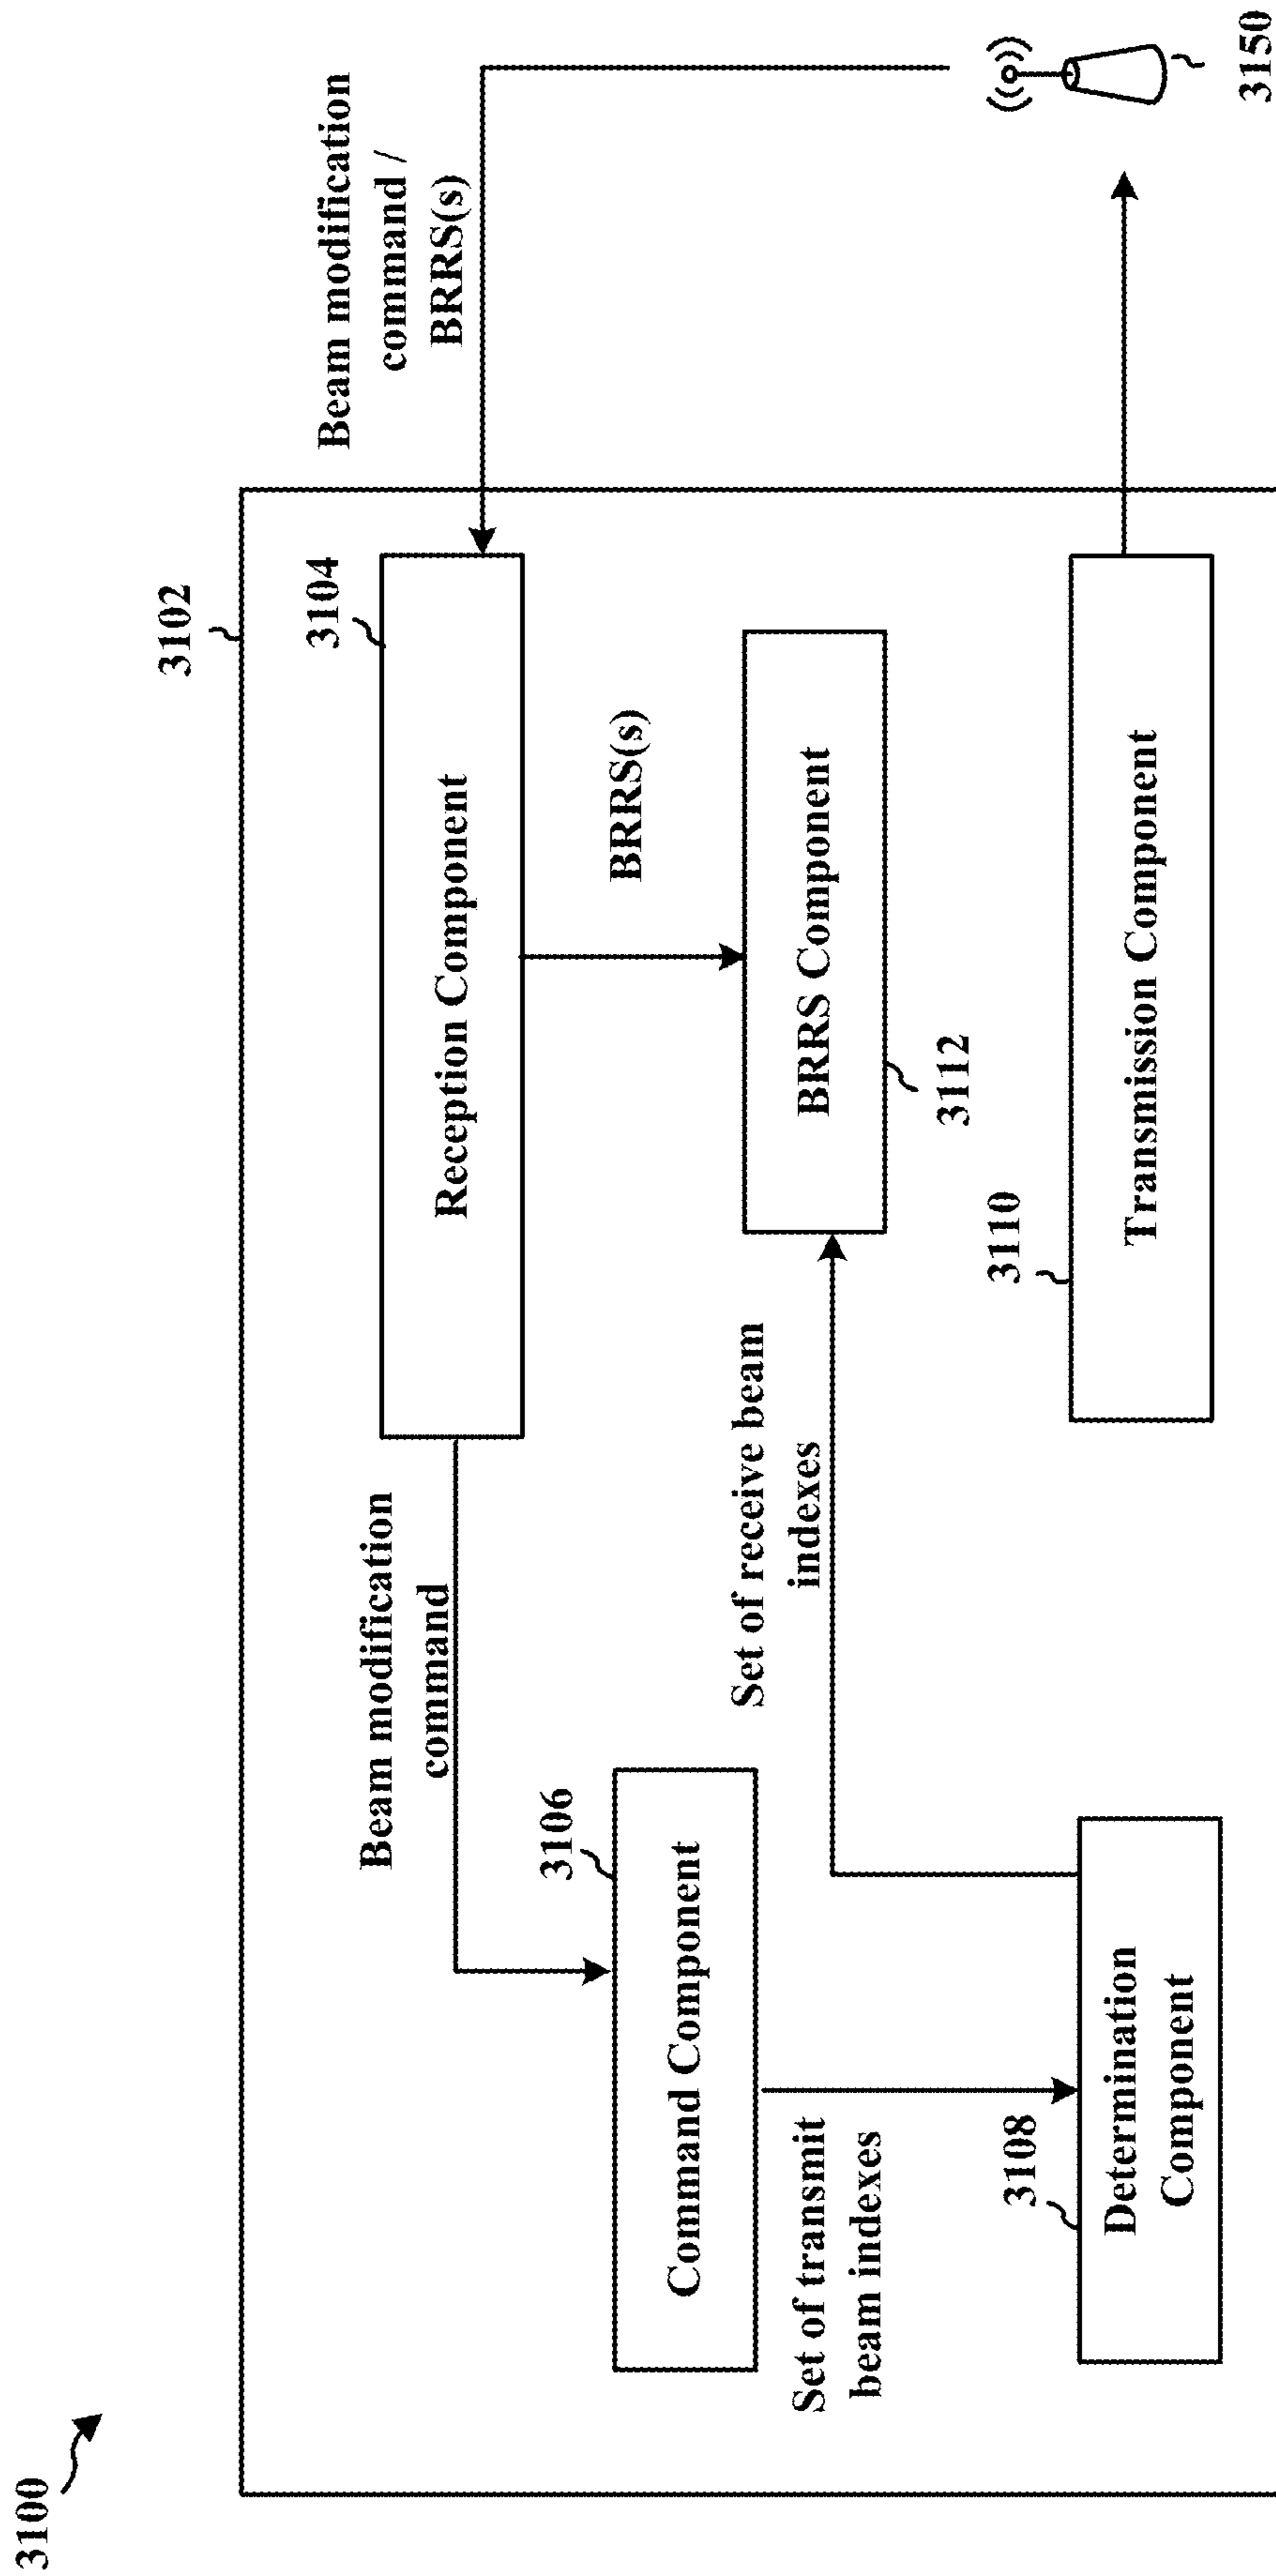 3100
3102
Beam modification
command /
BRRS(s)
3104
Reception Component
Beam modification
command
BRRS(s)
3106
Command Component
Set of receive beam
indexes
BRRS Component
3112
Set of transmit
beam indexes
3108
Determination
Component
3110
Transmission Component
3150